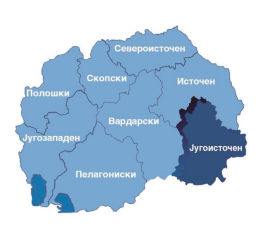 Североисточен
Скопски
Источен
Полошки
Вардарски
Југозападен
Југоисточен
Пелагониски